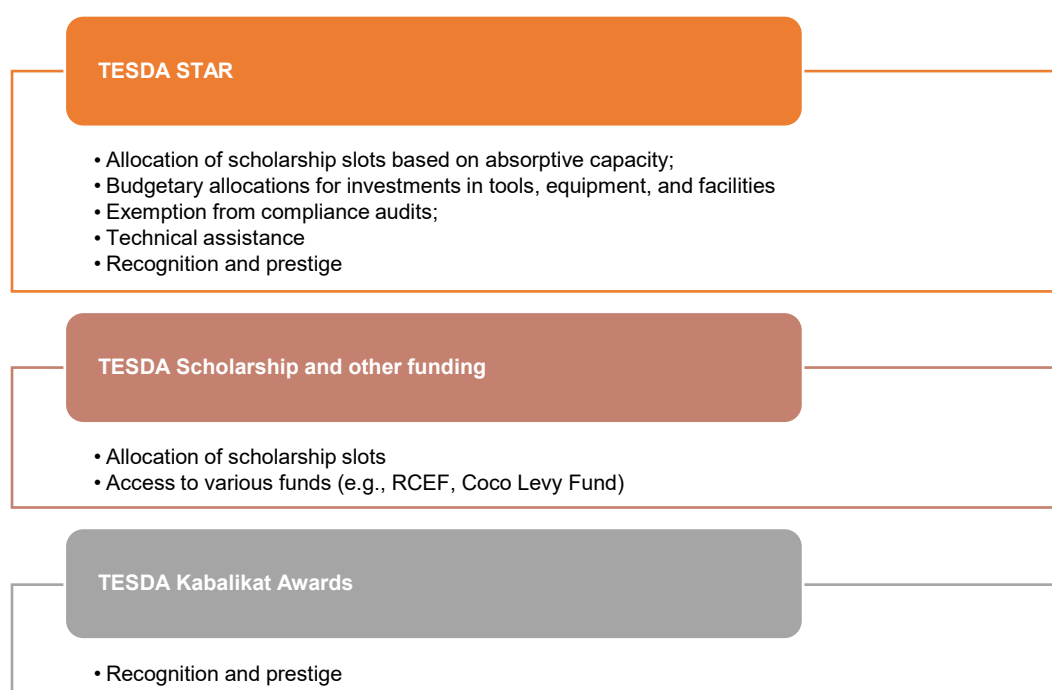 TESDA STAR
• Allocation of scholarship slots based on absorptive capacity;
• Budgetary allocations for investments in tools, equipment, and facilities
• Exemption from compliance audits;
• Technical assistance
• Recognition and prestige
TESDA Scholarship and other funding
• Allocation of scholarship slots
• Access to various funds (e.g., RCEF, Coco Levy Fund)
TESDA Kabalikat Awards
• Recognition and prestige